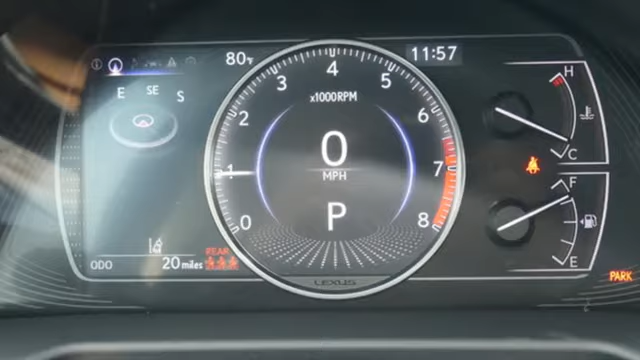 80°F
11:57
E
SE
S
x1000RPM
0
1
2
3
4
5
6
7
8
0
MPH
P
H
C
F
E
REAR
ODO 20 miles
LEXUS
PARK